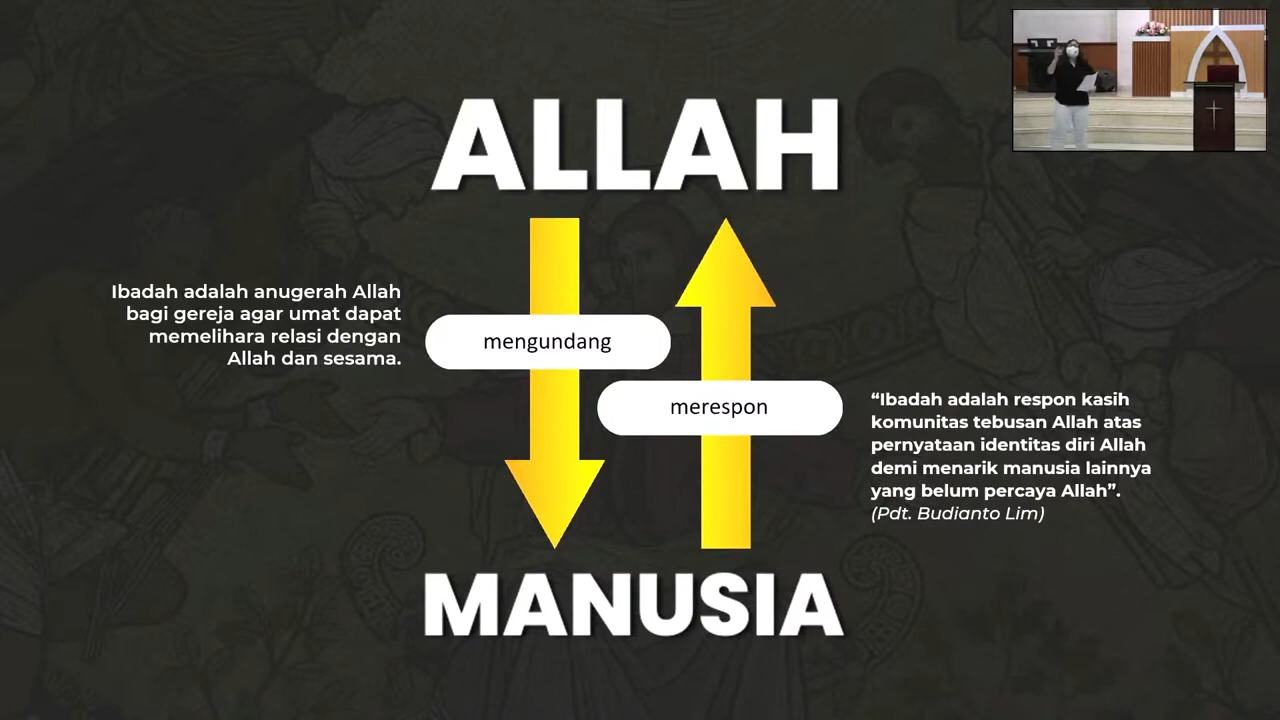 ALLAH
Ibadah adalah anugerah Allah
bagi gereja agar umat dapat
memelihara relasi dengan
Allah dan sesama.
mengundang
merespon
“Ibadah adalah respon kasih
komunitas tebusan Allah atas
pernyataan identitas diri Allah
demi menarik manusia lainnya
yang belum percaya Allah”.
(Pdt. Budianto Lim)
MANUSIA